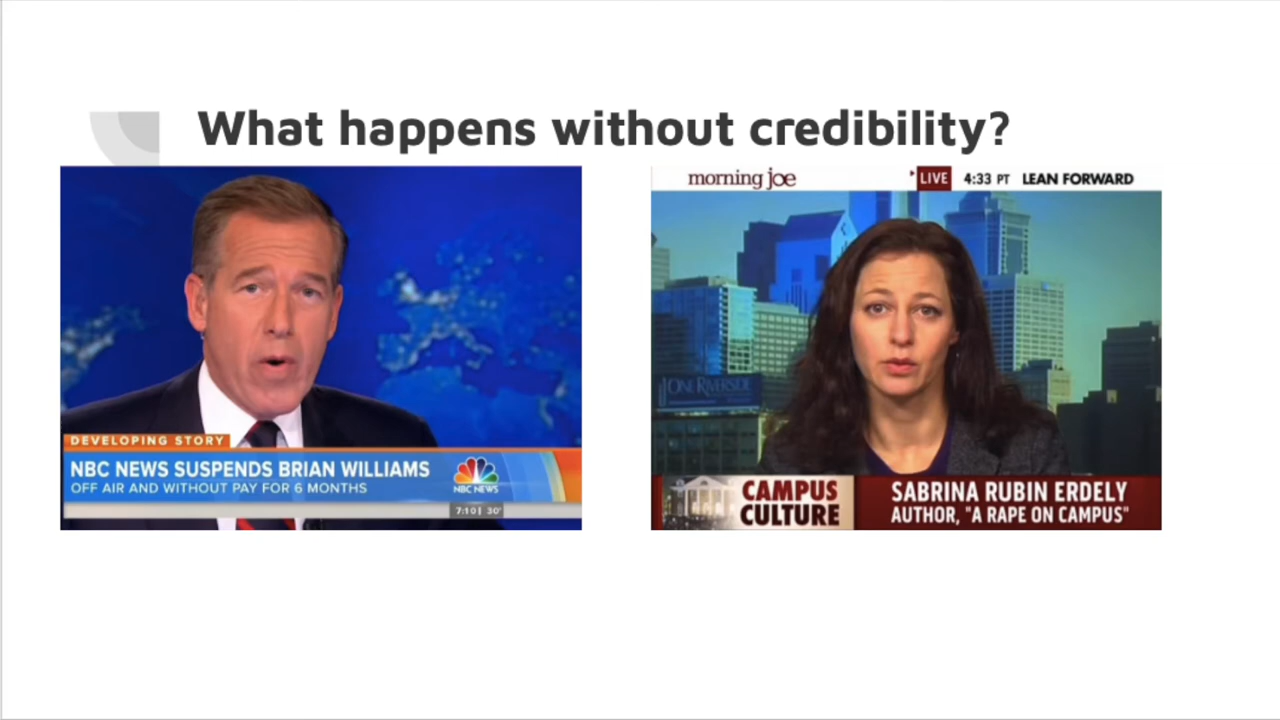 What happens without credibility?
DEVELOPING STORY
NBC NEWS SUSPENDS BRIAN WILLIAMS
OFF AIR AND WITHOUT PAY FOR 6 MONTHS
NBC NEWS
7:10 30°
morning joe
LIVE 4:33 PT LEAN FORWARD
ONE RIVERSIDE
CAMPUS
CULTURE
SABRINA RUBIN ERDELY
AUTHOR, "A RAPE ON CAMPUS"